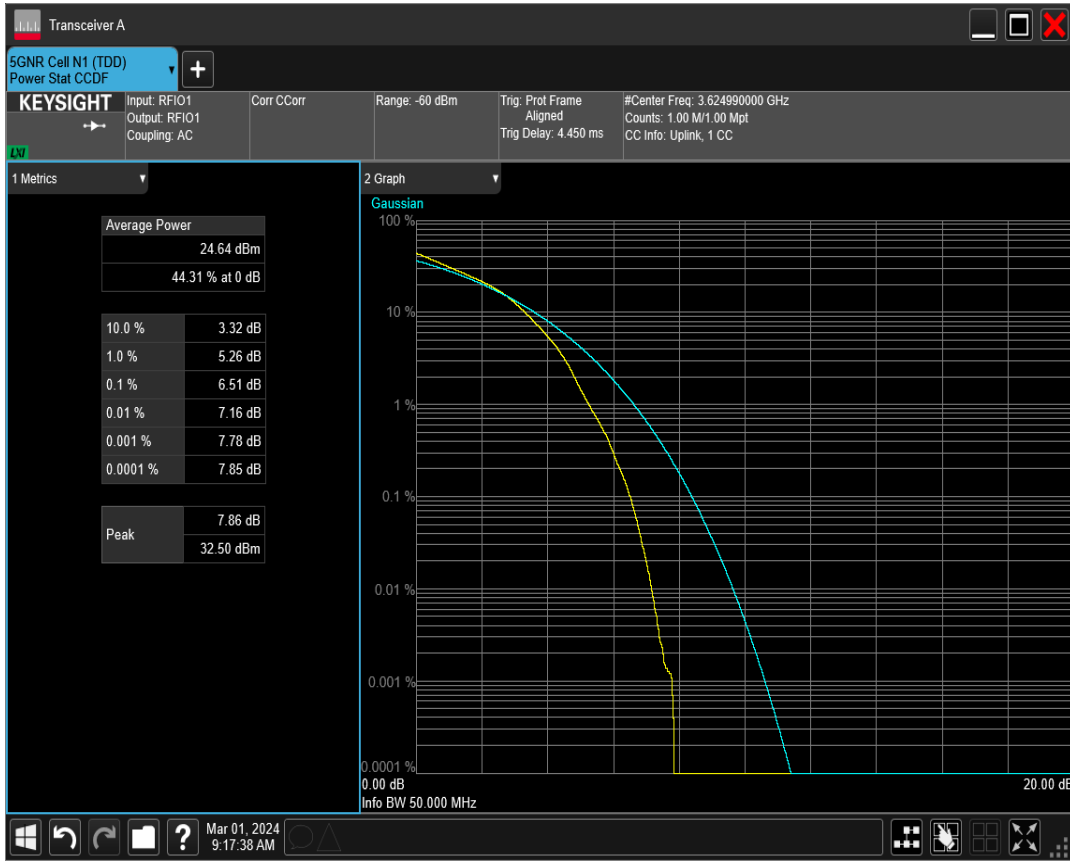 Transceiver A
5GNR Cell N1 (TDD)
Power Stat CCDF
+
KEYSIGHT
LXI
Input: RFIO1
Output: RFIO1
Coupling: AC
Corr CCorr
Range: -60 dBm
Trig: Prot Frame
Aligned
Trig Delay: 4.450 ms
#Center Freq: 3.624990000 GHz
Counts: 1.00 M/1.00 Mpt
CC Info: Uplink, 1 CC
1 Metrics
Average Power
24.64 dBm
44.31 % at 0 dB
10.0 % 3.32 dB
1.0 % 5.26 dB
0.1 % 6.51 dB
0.01 % 7.16 dB
0.001 % 7.78 dB
0.0001 % 7.85 dB
Peak
7.86 dB
32.50 dBm
2 Graph
Gaussian
100 %
10 %
1 %
0.1 %
0.01 %
0.001 %
0.0001 %
0.00 dB
20.00 dB
Info BW 50.000 MHz
?
Mar 01, 2024
9:17:38 AM